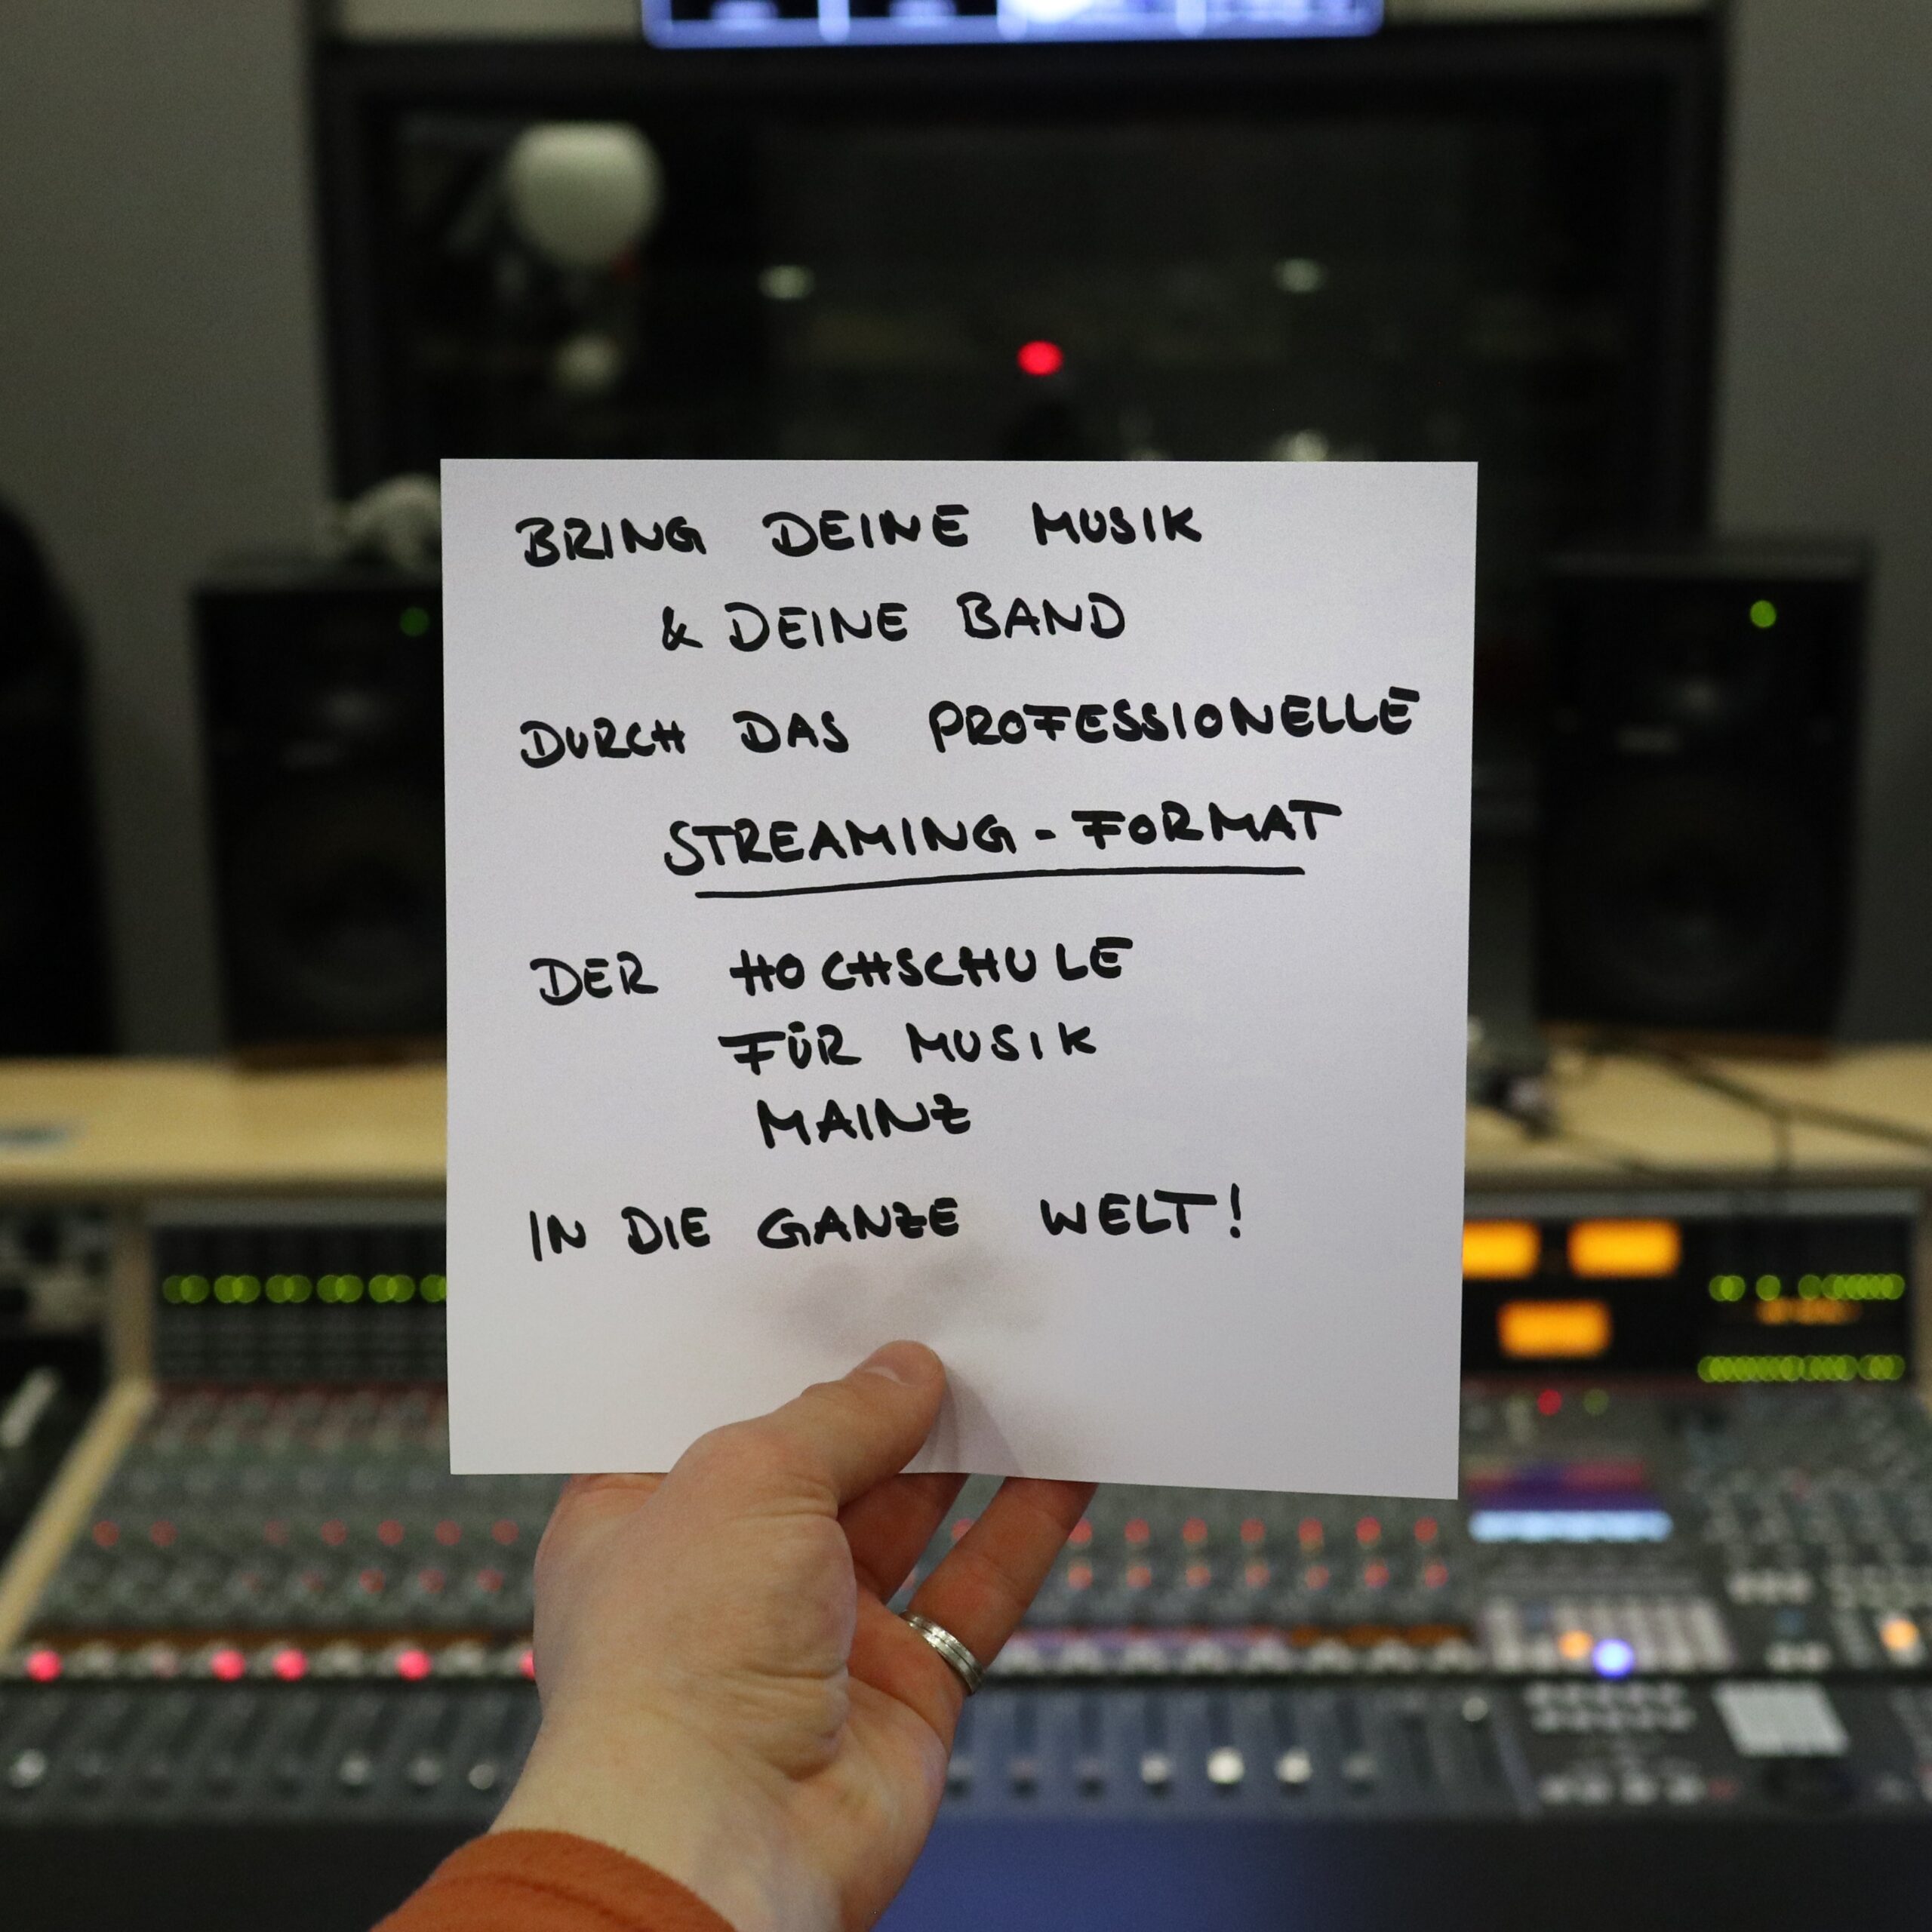 BRING DEINE MUSIK
& DEINE BAND
DURCH DAS PROFESSIONELLE
STREAMING-FORMAT
DER HOCHSCHULE
FÜR MUSIK
MAINZ
IN DIE GANZE WELT!